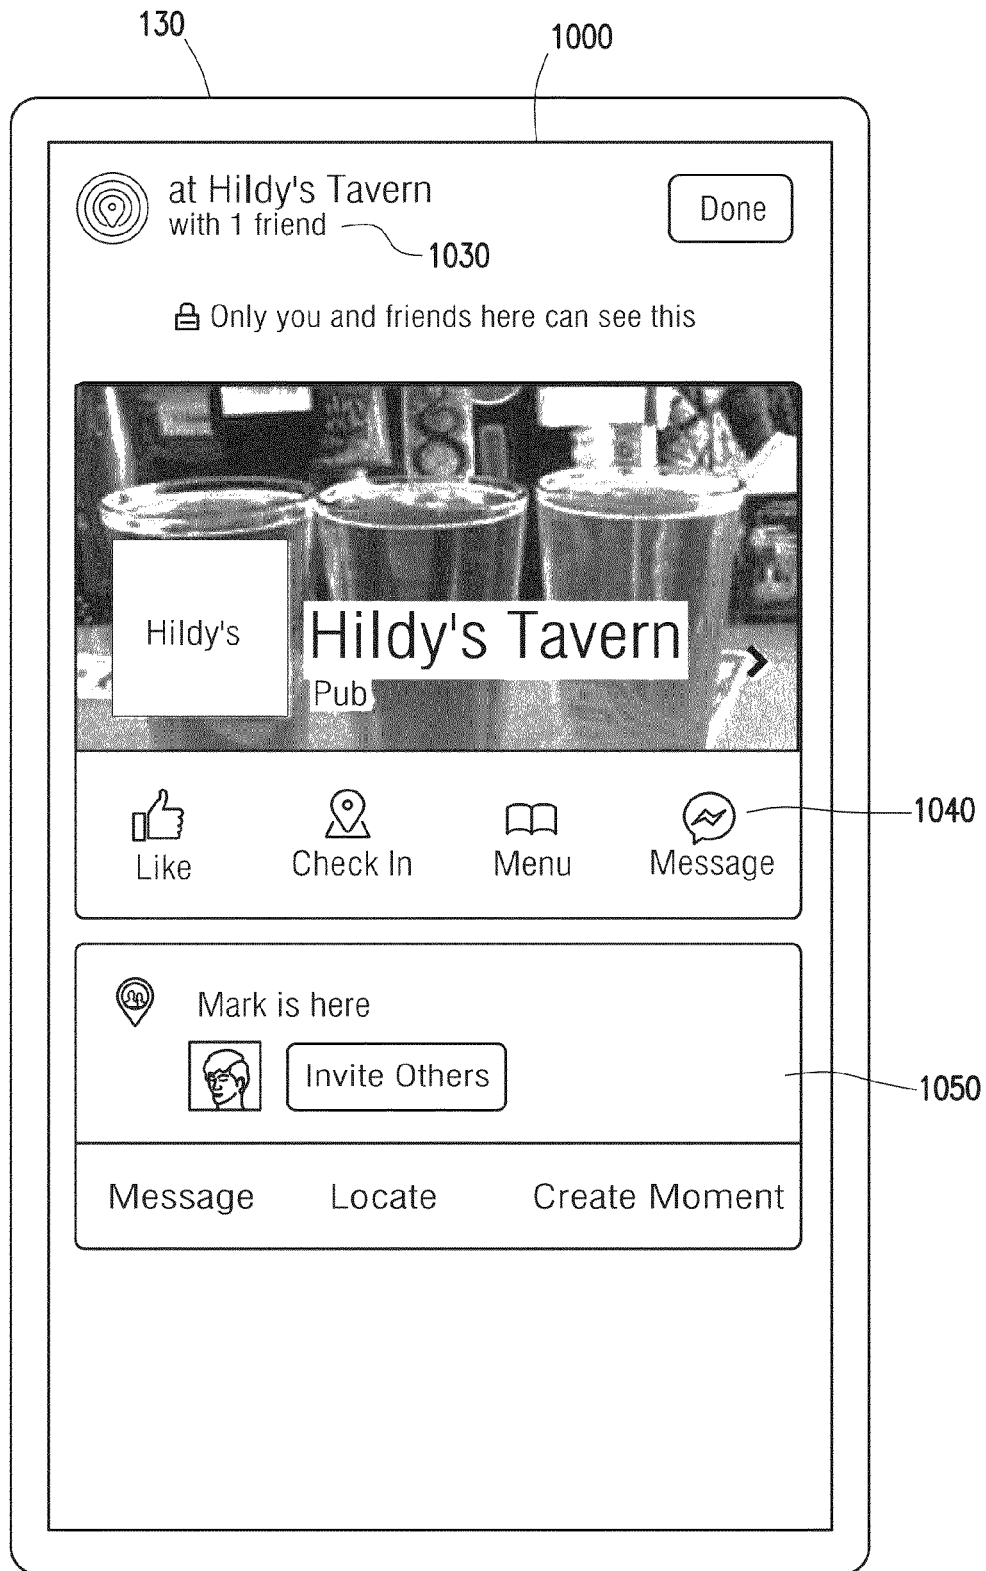 130
1000
at Hildy's Tavern
Done
with 1 friend
1030
Only you and friends here can see this
Hildy's
Hildy's Tavern
Pub
1040
Like
Check In
Menu
Message
Mark is here
Invite Others
1050
Message
Locate
Create Moment